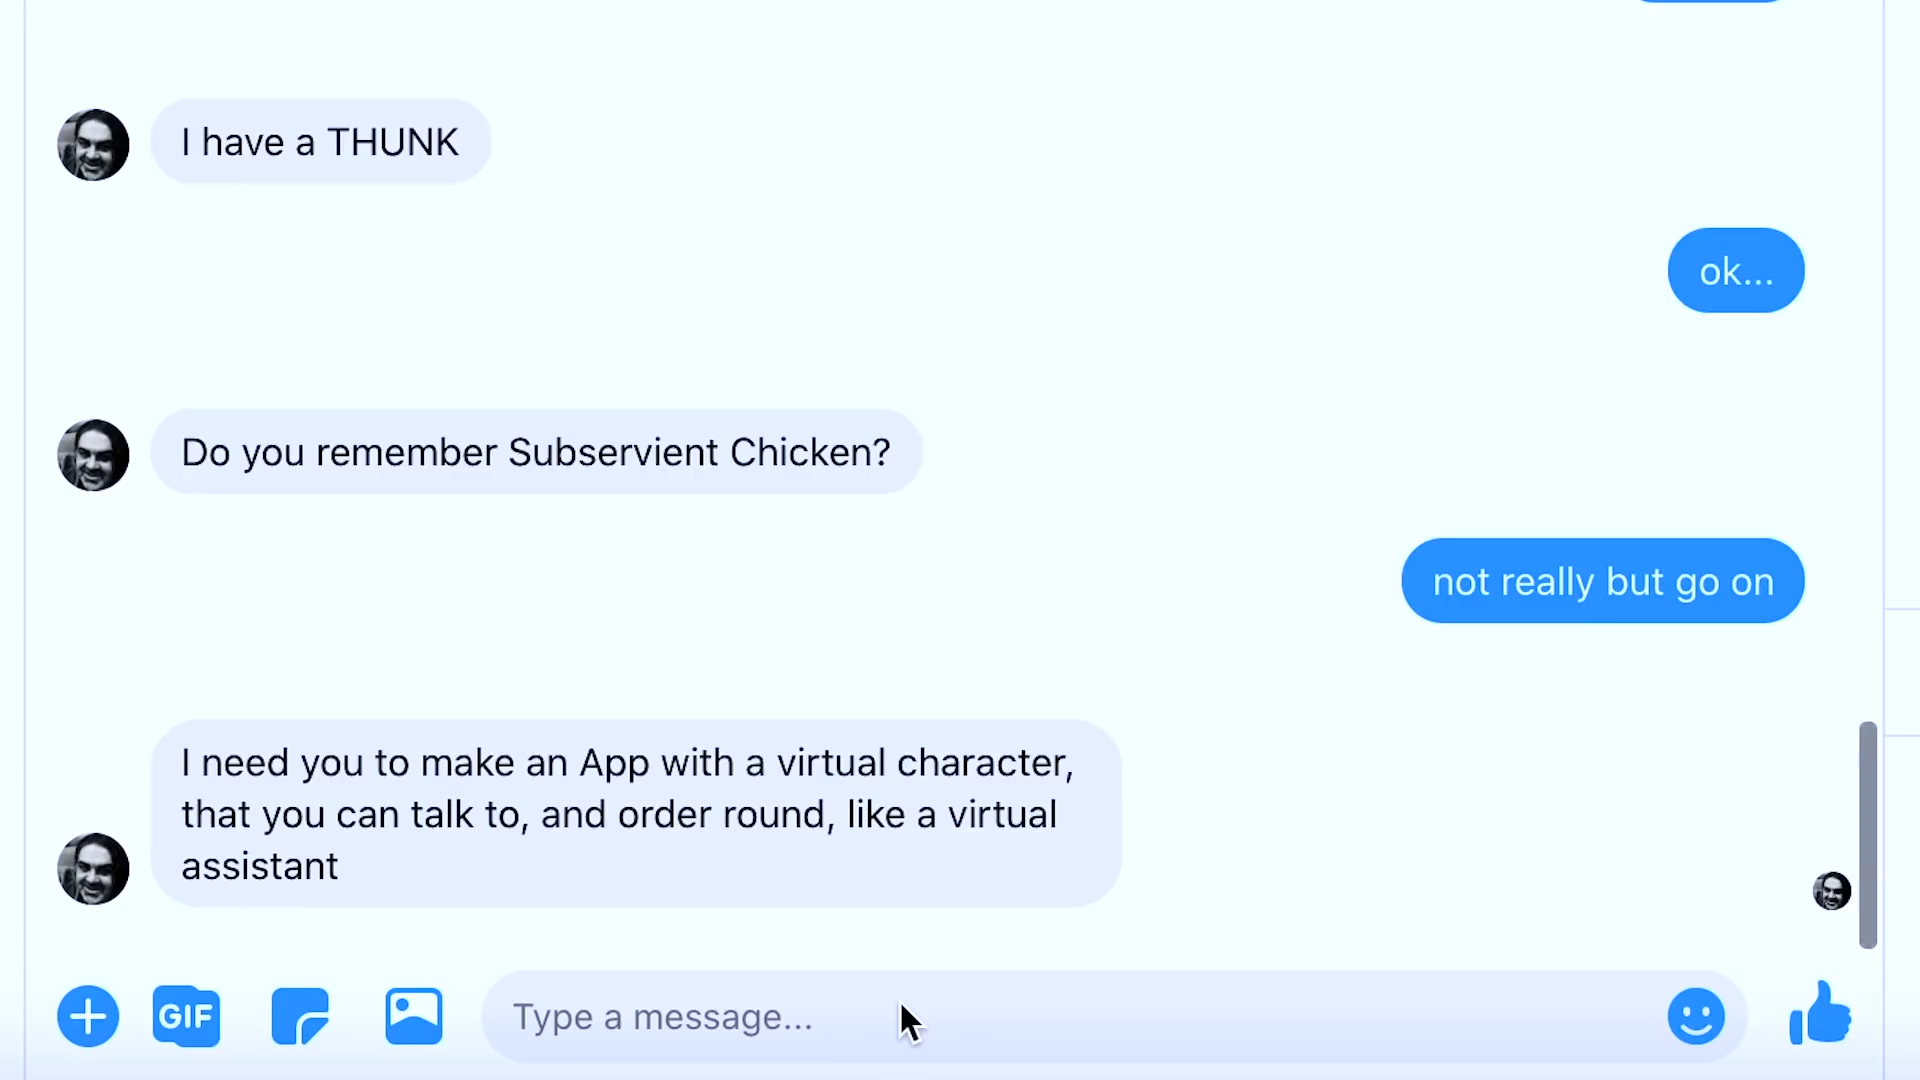 I have a THUNK
ok...
Do you remember Subservient Chicken?
not really but go on
I need you to make an App with a virtual character,
that you can talk to, and order round, like a virtual
assistant
GIF
Type a message...